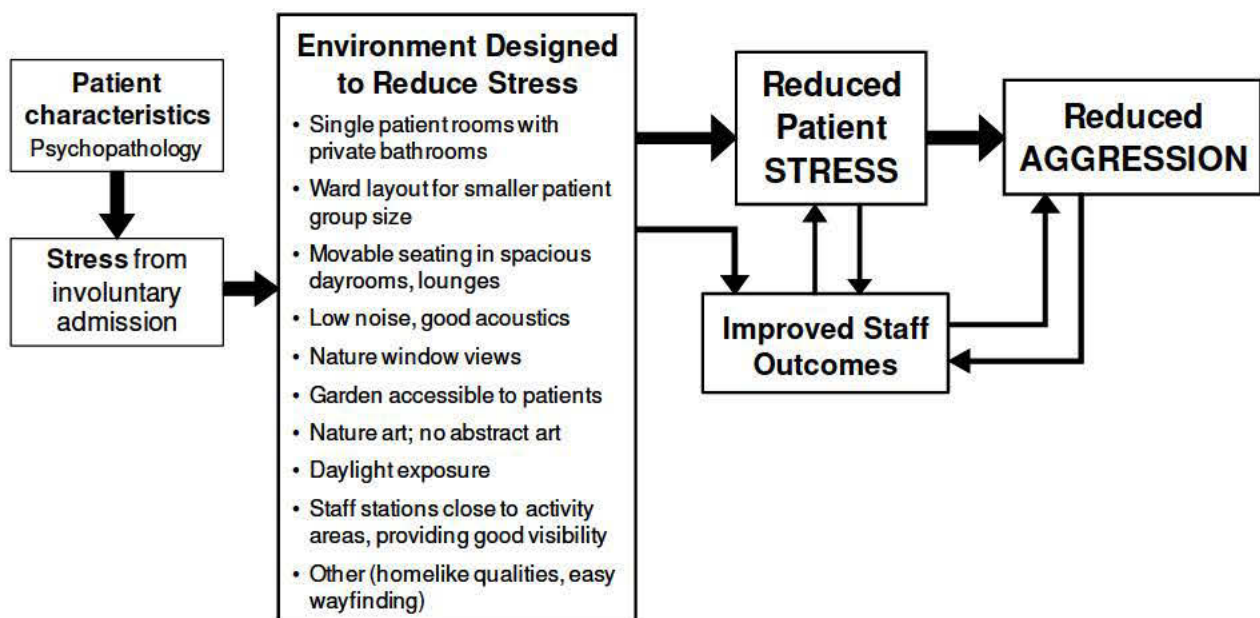 Patient
characteristics
Psychopathology
Stress from
involuntary
admission
Environment Designed
to Reduce Stress
• Single patient rooms with
private bathrooms
• Ward layout for smaller patient
group size
• Movable seating in spacious
dayrooms, lounges
• Low noise, good acoustics
• Nature window views
• Garden accessible to patients
• Nature art; no abstract art
• Daylight exposure
• Staff stations close to activity
areas, providing good visibility
• Other (homelike qualities, easy
wayfinding)
Reduced
Patient
STRESS
Improved Staff
Outcomes
Reduced
AGGRESSION